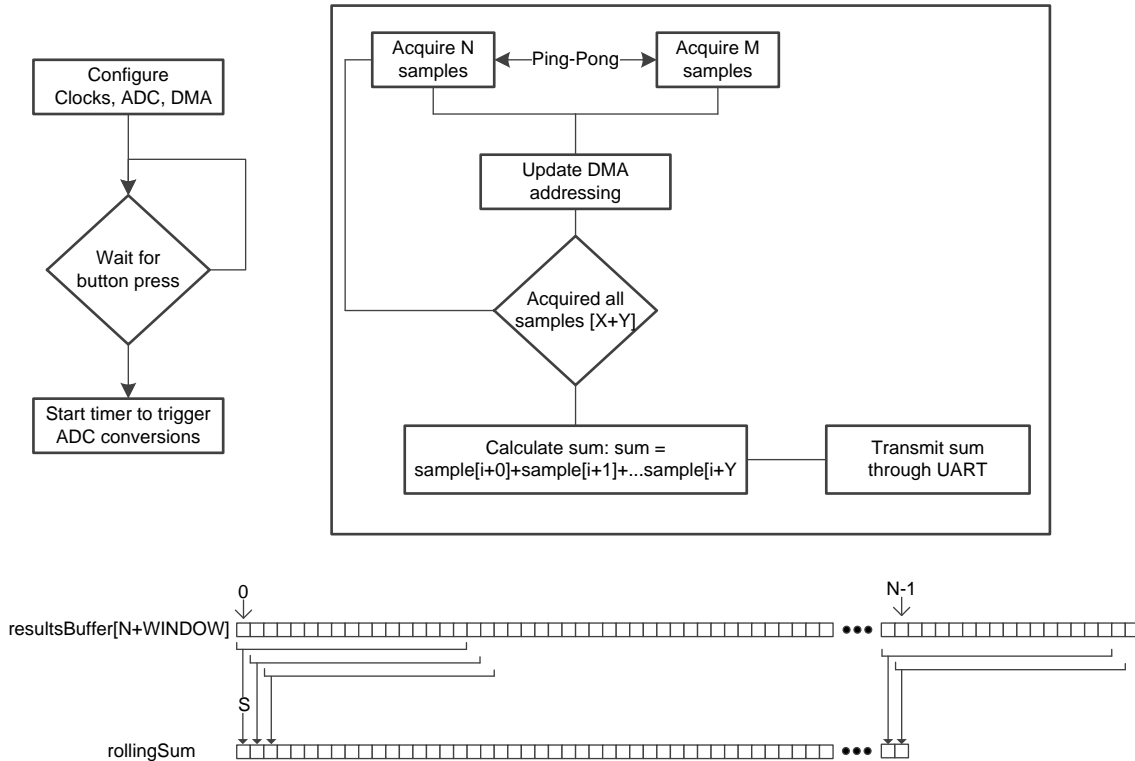 Configure
Clocks, ADC, DMA
Wait for
button press
Start timer to trigger
ADC conversions
Acquire N
samples
Ping-Pong
Acquire M
samples
Update DMA
addressing
Acquired all
samples [X+Y]
Calculate sum: sum =
sample[i+0]+sample[i+1]+...sample[i+Y
Transmit sum
through UART
0
N-1
resultsBuffer[N+WINDOW]
S
rollingSum